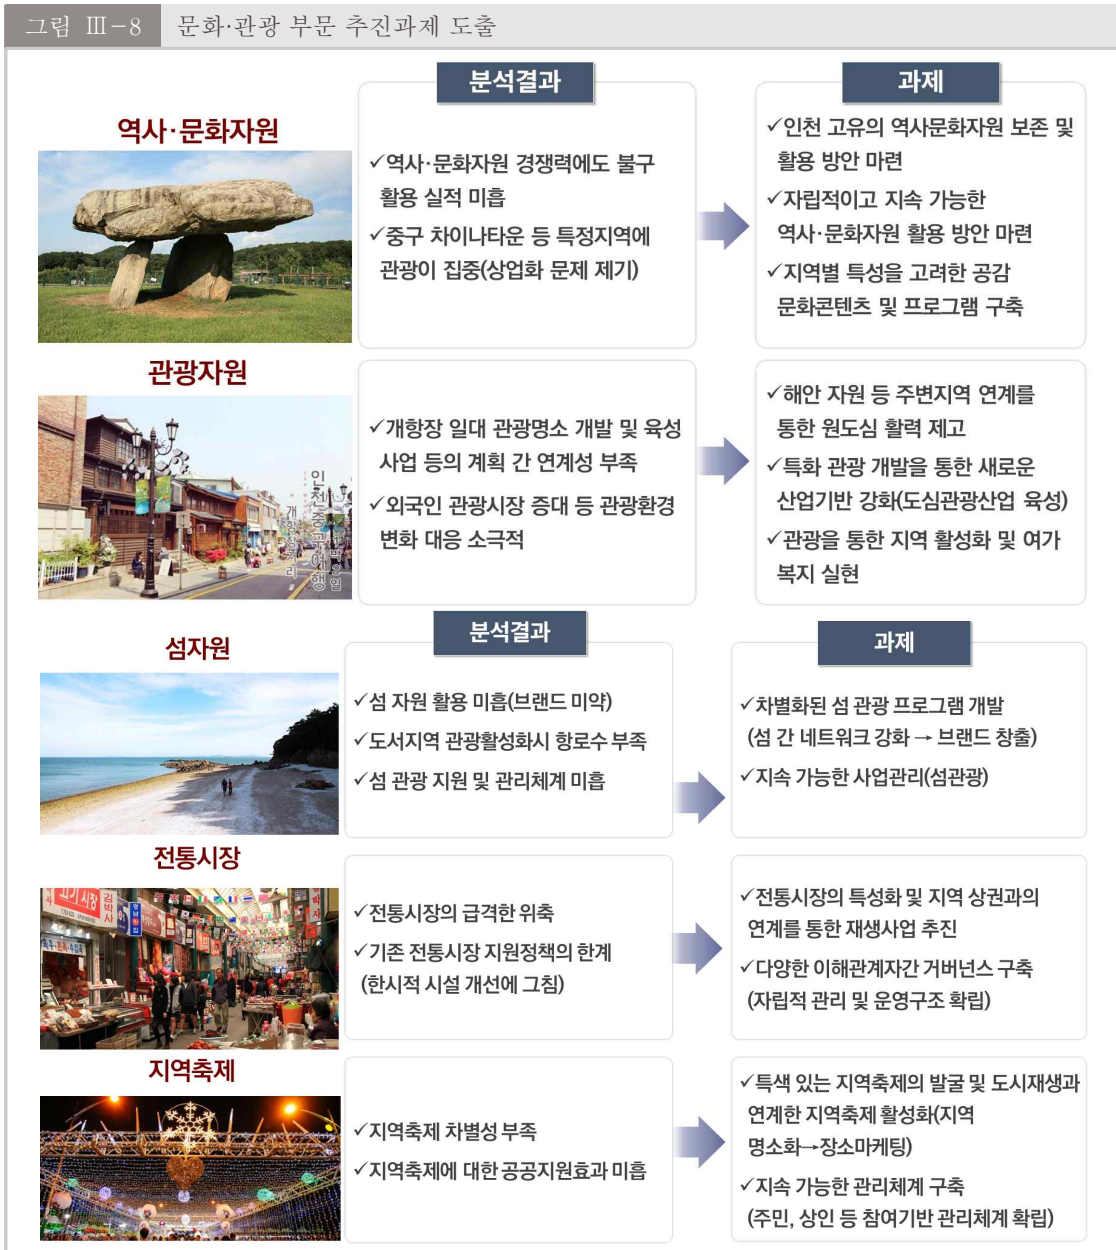 그림 Ⅲ-8 문화·관광 부문 추진과제 도출
분석결과
과제
역사·문화자원
✓역사·문화자원 경쟁력에도 불구
활용 실적 미흡
✓중구 차이나타운 등 특정지역에
관광이 집중(상업화 문제 제기)
✓인천 고유의 역사문화자원 보존 및
활용 방안 마련
✓자립적이고 지속 가능한
역사·문화자원 활용 방안 마련
✓지역별 특성을 고려한 공감
문화콘텐츠 및 프로그램 구축
관광자원
인천중구여행
"개항장거리"
✓개항장 일대 관광명소 개발 및 육성
사업 등의 계획 간 연계성 부족
✓외국인 관광시장 증대 등 관광환경
변화 대응 소극적
✓해안 자원 등 주변지역 연계를
통한 원도심 활력 제고
✓특화 관광 개발을 통한 새로운
산업기반 강화(도심관광산업 육성)
✓관광을 통한 지역 활성화 및 여가
복지 실현
분석결과
과제
섬자원
✓섬 자원 활용 미흡(브랜드 미약)
✓도서지역 관광활성화시 항로수 부족
✓섬 관광 지원 및 관리체계 미흡
✓차별화된 섬 관광 프로그램 개발
(섬 간 네트워크 강화 → 브랜드 창출)
✓지속 가능한 사업관리(섬관광)
전통시장
✓전통시장의 급격한 위축
✓기존 전통시장 지원정책의 한계
(한시적 시설 개선에 그침)
✓전통시장의 특성화 및 지역 상권과의
연계를 통한 재생사업 추진
✓다양한 이해관계자간 거버넌스 구축
(자립적 관리 및 운영구조 확립)
지역축제
✓지역축제 차별성 부족
✓지역축제에 대한 공공지원효과 미흡
✓특색 있는 지역축제의 발굴 및 도시재생과
연계한 지역축제 활성화(지역
명소화→장소마케팅)
✓지속 가능한 관리체계 구축
(주민, 상인 등 참여기반 관리체계 확립)